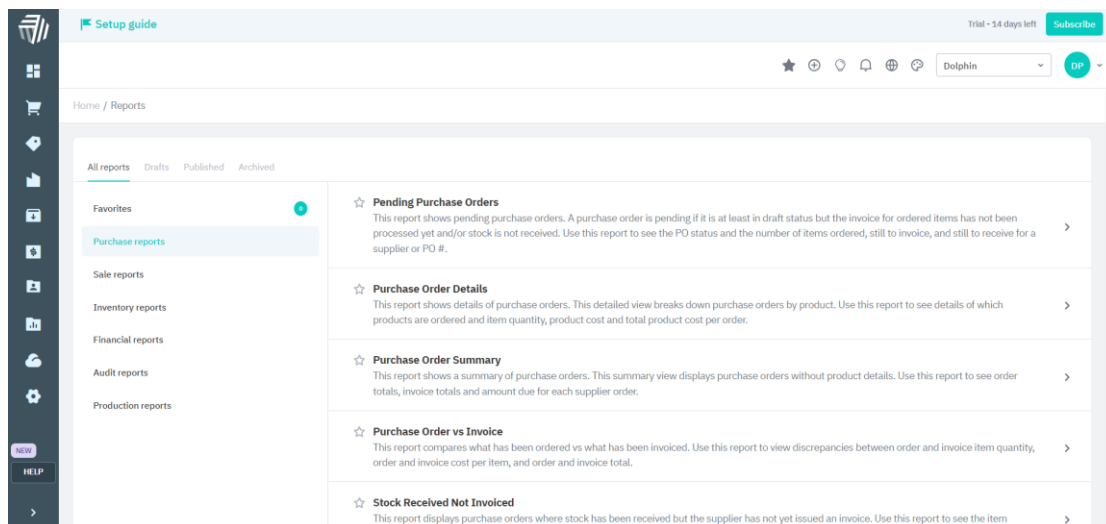 Setup guide
Trial - 14 days left
Subscribe
Dolphin
DP
Home / Reports
All reports
Drafts
Published
Archived
Favorites
0
Purchase reports
Sale reports
Inventory reports
Financial reports
Audit reports
Production reports
Pending Purchase Orders
This report shows pending purchase orders. A purchase order is pending if it is at least in draft status but the invoice for ordered items has not been
processed yet and/or stock is not received. Use this report to see the PO status and the number of items ordered, still to invoice, and still to receive for a
supplier or PO #.
Purchase Order Details
This report shows details of purchase orders. This detailed view breaks down purchase orders by product. Use this report to see details of which
products are ordered and item quantity, product cost and total product cost per order.
Purchase Order Summary
This report shows a summary of purchase orders. This summary view displays purchase orders without product details. Use this report to see order
totals, invoice totals and amount due for each supplier order.
Purchase Order vs Invoice
This report compares what has been ordered vs what has been invoiced. Use this report to view discrepancies between order and invoice item quantity,
order and invoice cost per item, and order and invoice total.
Stock Received Not Invoiced
This report displays purchase orders where stock has been received but the supplier has not yet issued an invoice. Use this report to see the item
NEW
HELP